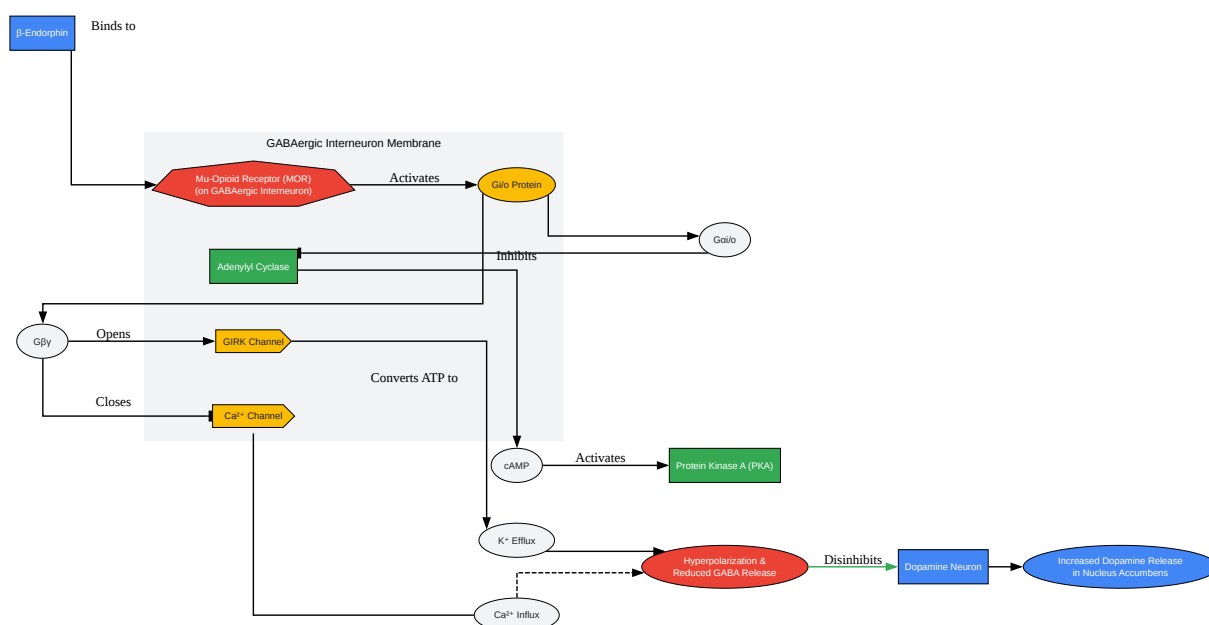 Binds to
β-Endorphin
GABAergic Interneuron Membrane
Mu-Opioid Receptor (MOR)
(on GABAergic Interneuron)
Activates
Gi/o Protein
Gαi/o
Inhibits
Adenylyl Cyclase
Gβγ
Opens
GIRK Channel
Converts ATP to
Closes
Ca²⁺ Channel
cAMP
Activates
Protein Kinase A (PKA)
K⁺ Efflux
Hyperpolarization &
Reduced GABA Release
Disinhibits
Dopamine Neuron
Increased Dopamine Release
in Nucleus Accumbens
Ca²⁺ Influx